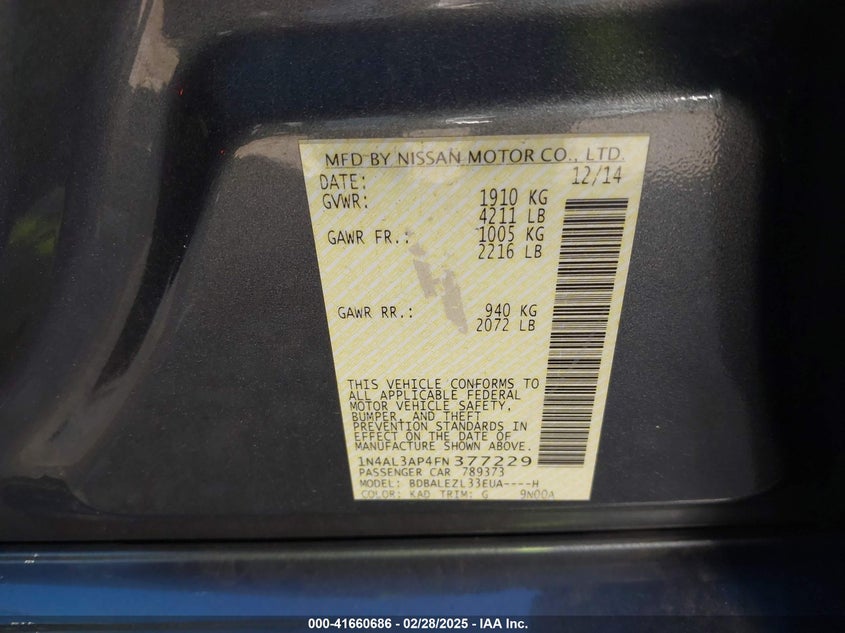 MFD BY NISSAN MOTOR CO., LTD.
DATE: 12/14
GVWR: 1910 KG
4211 LB
GAWR FR.: 1005 KG
2216 LB
GAWR RR.: 940 KG
2072 LB
THIS VEHICLE CONFORMS TO
ALL APPLICABLE FEDERAL
MOTOR VEHICLE SAFETY,
BUMPER, AND THEFT
PREVENTION STANDARDS IN
EFFECT ON THE DATE OF
MANUFACTURE SHOWN ABOVE.
1N4AL3AP4FN377229
PASSENGER CAR 789373
MODEL: BDBALEZL33EUA----H
COLOR: KAD TRIM: G 9N00A
000-41660686 - 02/28/2025 - IAA Inc.